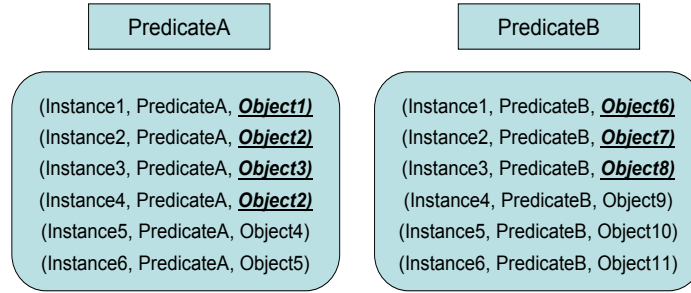 PredicateA
(Instance1, PredicateA, Object1)
(Instance2, PredicateA, Object2)
(Instance3, PredicateA, Object3)
(Instance4, PredicateA, Object2)
(Instance5, PredicateA, Object4)
(Instance6, PredicateA, Object5)
PredicateB
(Instance1, PredicateB, Object6)
(Instance2, PredicateB, Object7)
(Instance3, PredicateB, Object8)
(Instance4, PredicateB, Object9)
(Instance5, PredicateB, Object10)
(Instance6, PredicateB, Object11)